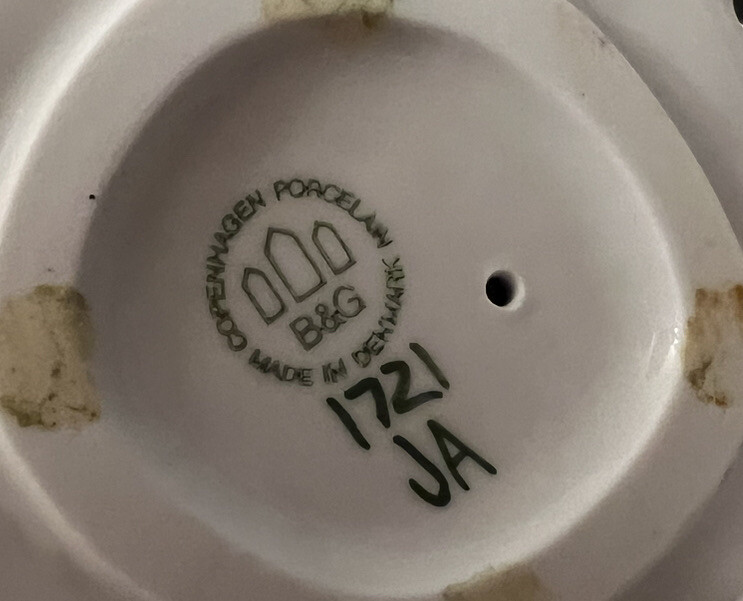 COPENHAGEN PORCELAIN
B&G
MADE IN DENMARK
1721
JA